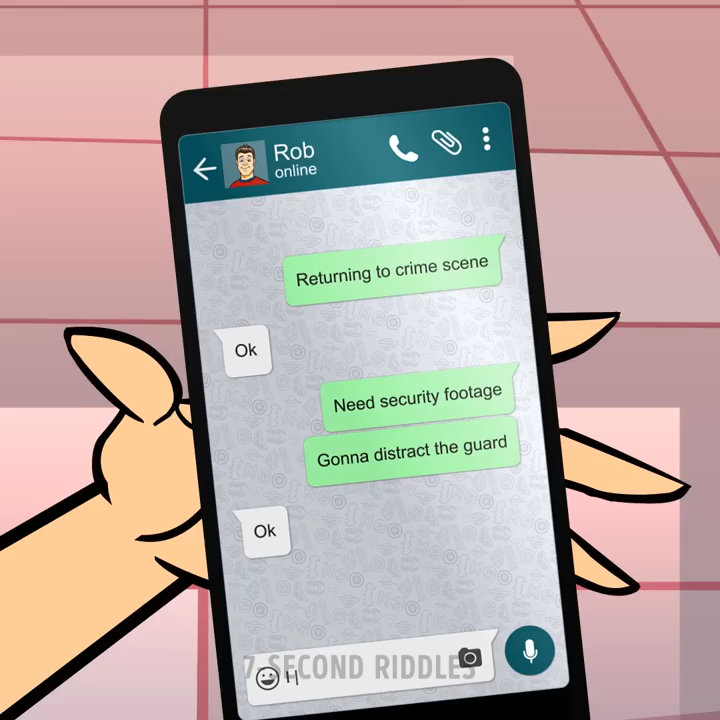 Rob
online
Returning to crime scene
Ok
Need security footage
Gonna distract the guard
Ok
7-SECOND RIDDLES